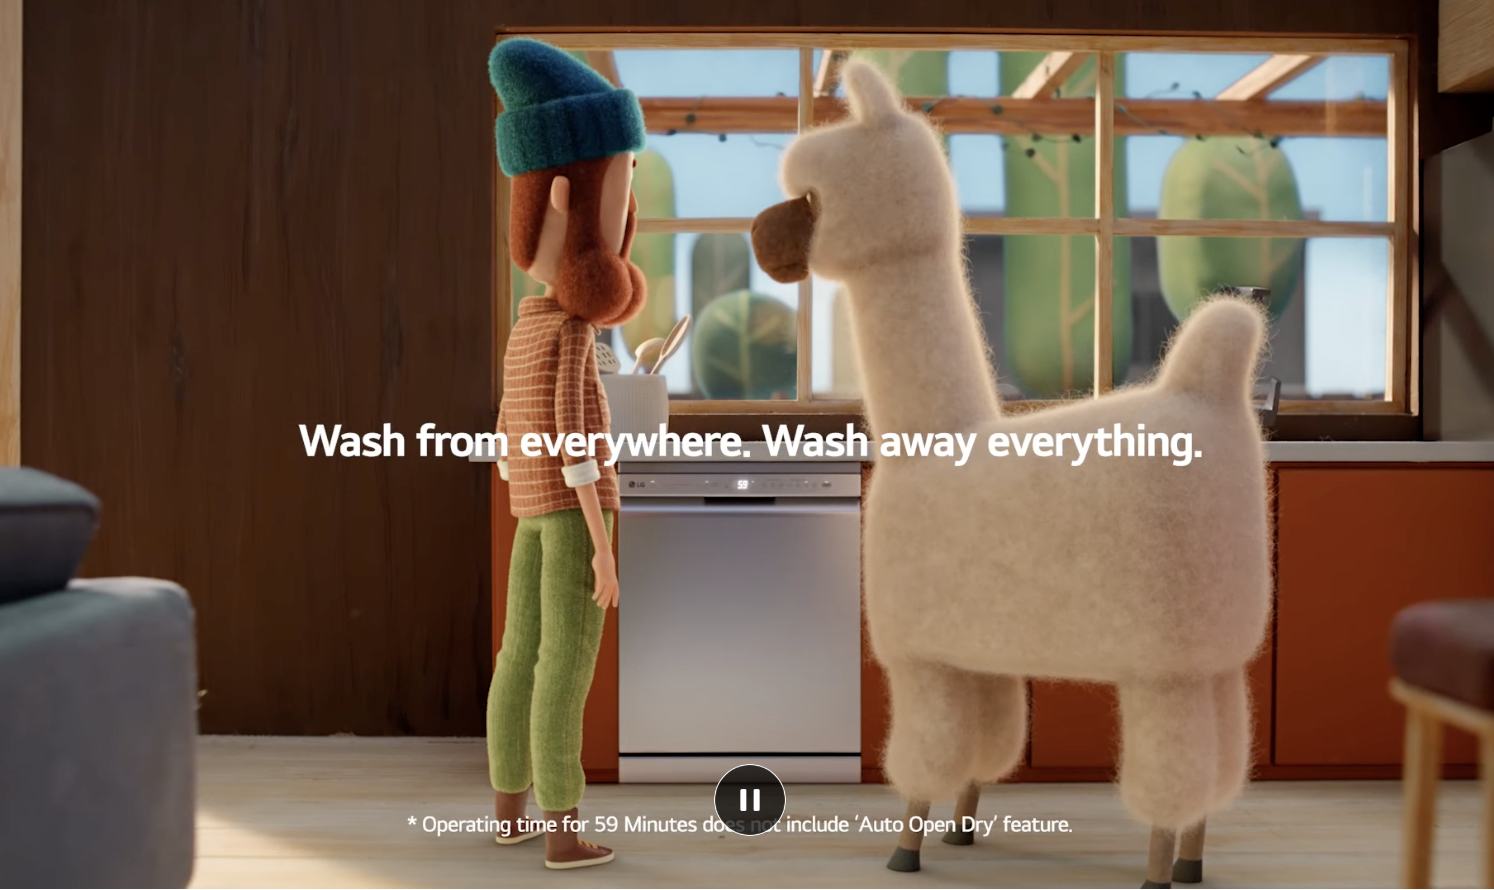 Wash from everywhere. Wash away everything.
LG
59
* Operating time for 59 Minutes does not include ‘Auto Open Dry’ feature.